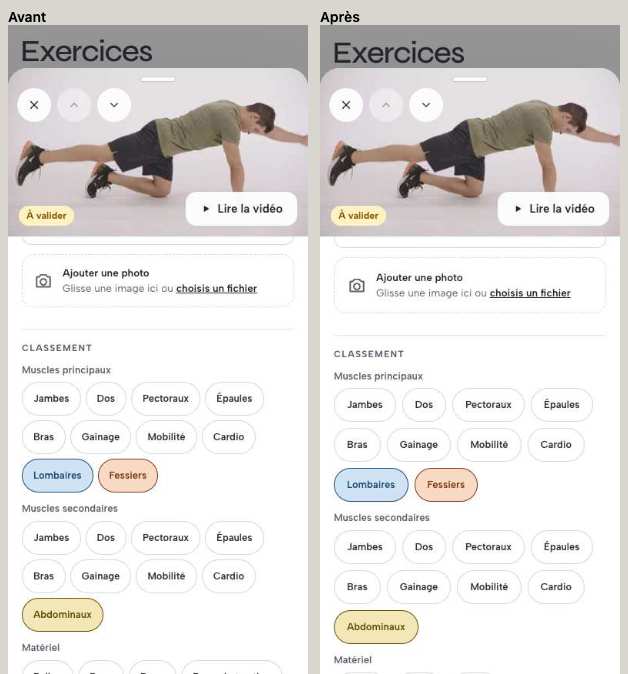 Avant
Exercices
À valider
Lire la vidéo
Ajouter une photo
Glisse une image ici ou choisis un fichier
CLASSEMENT
Muscles principaux
Jambes Dos Pectoraux Épaules
Bras Gainage Mobilité Cardio
Lombaires Fessiers
Muscles secondaires
Jambes Dos Pectoraux Épaules
Bras Gainage Mobilité Cardio
Abdominaux
Matériel
Après
Exercices
À valider
Lire la vidéo
Ajouter une photo
Glisse une image ici ou choisis un fichier
CLASSEMENT
Muscles principaux
Jambes Dos Pectoraux Épaules
Bras Gainage Mobilité Cardio
Lombaires Fessiers
Muscles secondaires
Jambes Dos Pectoraux Épaules
Bras Gainage Mobilité Cardio
Abdominaux
Matériel